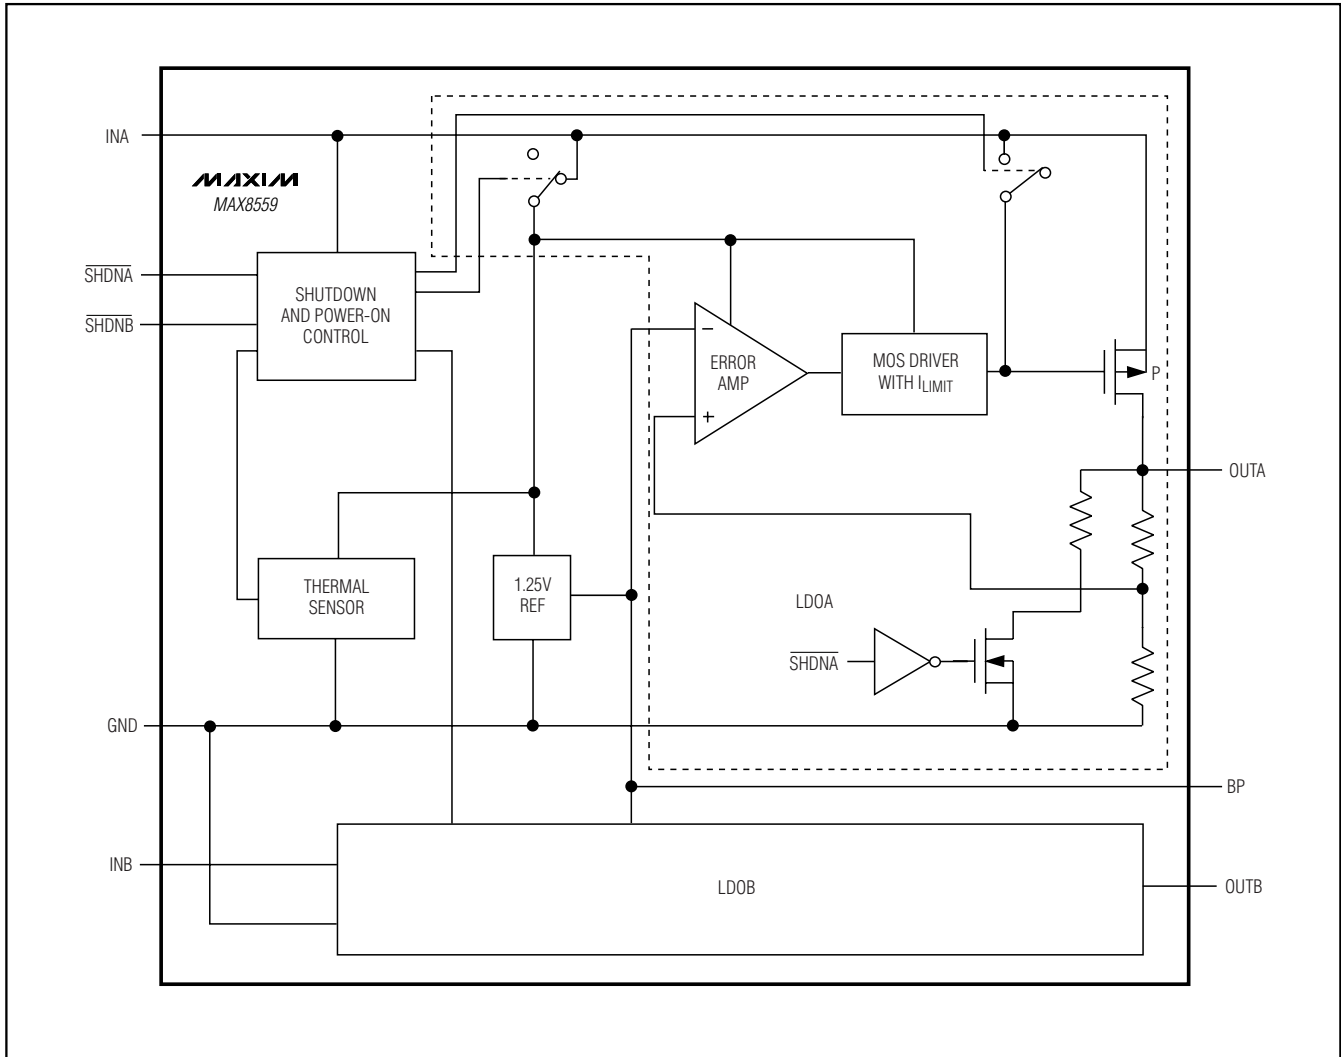 INA
MAXIM
MAX8559
SHDNA
SHDNB
SHUTDOWN
AND POWER-ON
CONTROL
ERROR
AMP
−
+
MOS DRIVER
WITH ILIMIT
P
OUTA
THERMAL
SENSOR
1.25V
REF
LDOA
SHDNA
GND
BP
INB
LDOB
OUTB